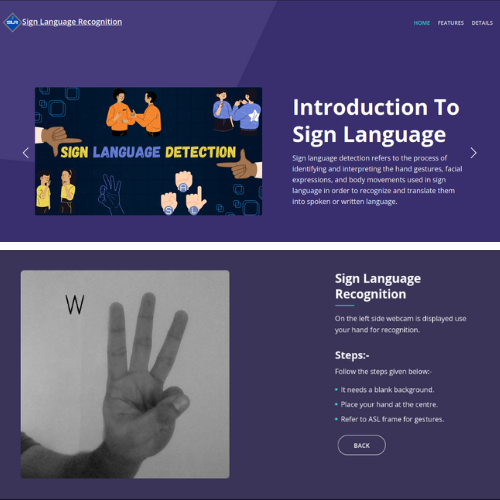 Sign Language Recognition
HOME FEATURES DETAILS
SIGN LANGUAGE DETECTION
Introduction To
Sign Language
Sign language detection refers to the process of
identifying and interpreting the hand gestures, facial
expressions, and body movements used in sign
language in order to recognize and translate them
into spoken or written language.
W
Sign Language
Recognition
On the left side webcam is displayed use
your hand for recognition.
Steps:-
Follow the steps given below:-
It needs a blank background.
Place your hand at the centre.
Refer to ASL frame for gestures.
BACK